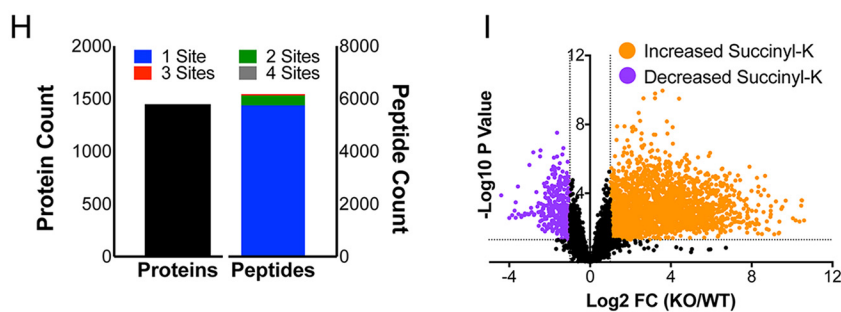 H
2000
1500
1000
500
0
Protein Count
1 Site
2 Sites
3 Sites
4 Sites
8000
6000
4000
2000
0
Peptide Count
Proteins
Peptides
I
Increased Succinyl-K
Decreased Succinyl-K
12
8
4
-Log10 P Value
-4
0
4
8
12
Log2 FC (KO/WT)